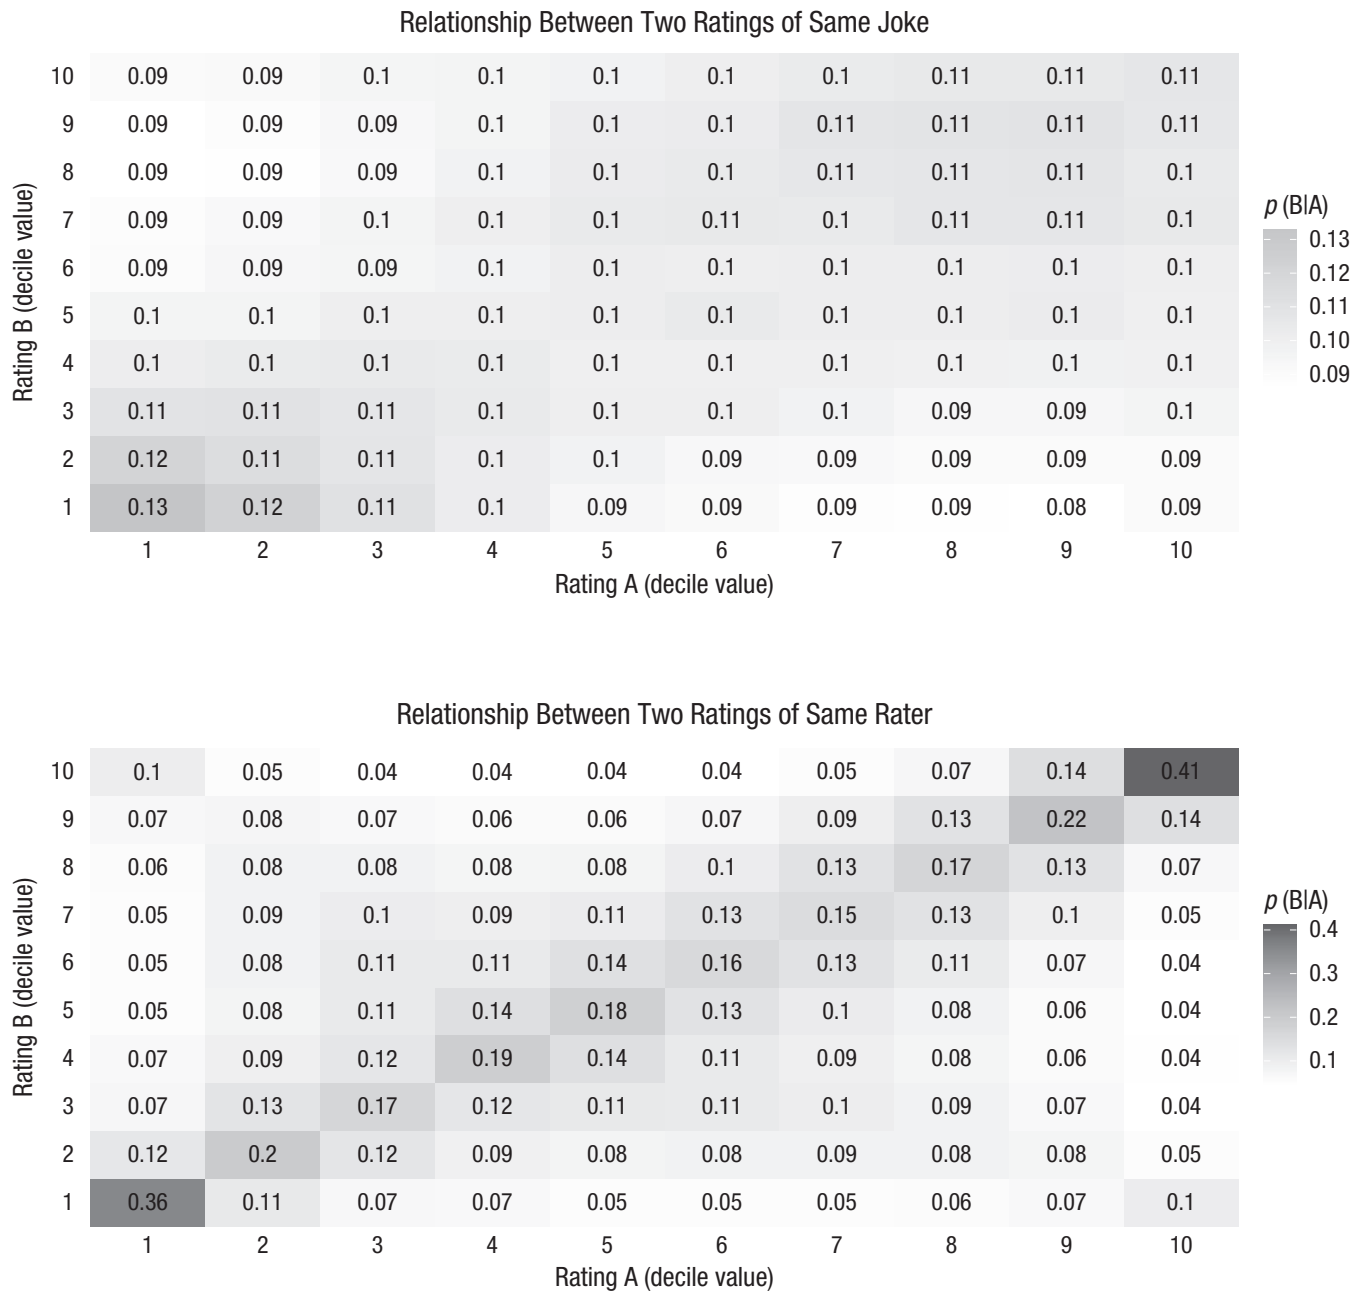 Relationship Between Two Ratings of Same Joke
10 0.09 0.09 0.1 0.1 0.1 0.1 0.1 0.11 0.11 0.11
9 0.09 0.09 0.09 0.1 0.1 0.1 0.11 0.11 0.11 0.11
8 0.09 0.09 0.09 0.1 0.1 0.1 0.11 0.11 0.11 0.1
7 0.09 0.09 0.1 0.1 0.1 0.11 0.1 0.11 0.11 0.1
6 0.09 0.09 0.09 0.1 0.1 0.1 0.1 0.1 0.1 0.1
5 0.1 0.1 0.1 0.1 0.1 0.1 0.1 0.1 0.1 0.1
4 0.1 0.1 0.1 0.1 0.1 0.1 0.1 0.1 0.1 0.1
3 0.11 0.11 0.11 0.1 0.1 0.1 0.1 0.09 0.09 0.1
2 0.12 0.11 0.11 0.1 0.1 0.09 0.09 0.09 0.09 0.09
1 0.13 0.12 0.11 0.1 0.09 0.09 0.09 0.09 0.08 0.09
1 2 3 4 5 6 7 8 9 10
Rating A (decile value)
Rating B (decile value)
p (B|A)
0.13
0.12
0.11
0.10
0.09
Relationship Between Two Ratings of Same Rater
10 0.1 0.05 0.04 0.04 0.04 0.04 0.05 0.07 0.14 0.41
9 0.07 0.08 0.07 0.06 0.06 0.07 0.09 0.13 0.22 0.14
8 0.06 0.08 0.08 0.08 0.08 0.1 0.13 0.17 0.13 0.07
7 0.05 0.09 0.1 0.09 0.11 0.13 0.15 0.13 0.1 0.05
6 0.05 0.08 0.11 0.11 0.14 0.16 0.13 0.11 0.07 0.04
5 0.05 0.08 0.11 0.14 0.18 0.13 0.1 0.08 0.06 0.04
4 0.07 0.09 0.12 0.19 0.14 0.11 0.09 0.08 0.06 0.04
3 0.07 0.13 0.17 0.12 0.11 0.11 0.1 0.09 0.07 0.04
2 0.12 0.2 0.12 0.09 0.08 0.08 0.09 0.08 0.08 0.05
1 0.36 0.11 0.07 0.07 0.05 0.05 0.05 0.06 0.07 0.1
1 2 3 4 5 6 7 8 9 10
Rating A (decile value)
Rating B (decile value)
p (B|A)
0.4
0.3
0.2
0.1